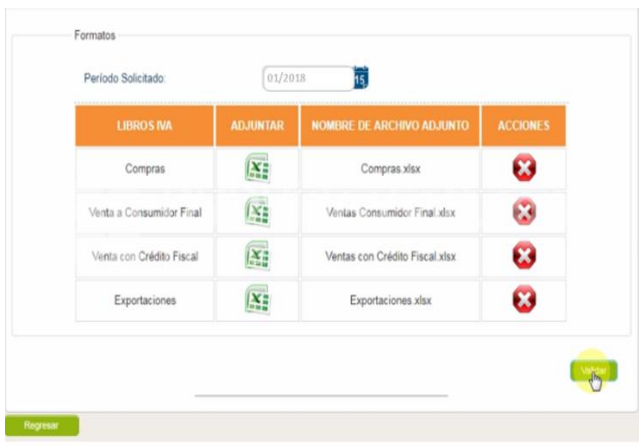 Formatos
Período Solicitado: 01/2018 15
LIBROS IVA ADJUNTAR NOMBRE DE ARCHIVO ADJUNTO ACCIONES
Compras Compras.xlsx
Venta a Consumidor Final Ventas Consumidor Final.xlsx
Venta con Crédito Fiscal Ventas con Crédito Fiscal.xlsx
Exportaciones Exportaciones.xlsx
Validar
Regresar